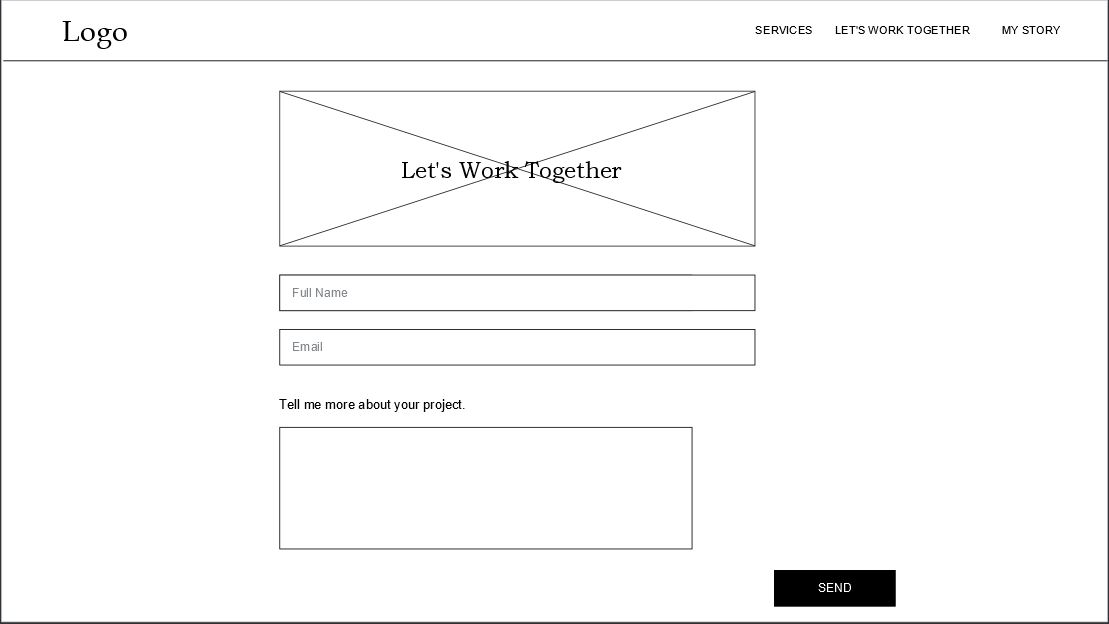 Logo
SERVICES LET'S WORK TOGETHER MY STORY
Let's Work Together
Full Name
Email
Tell me more about your project.
SEND